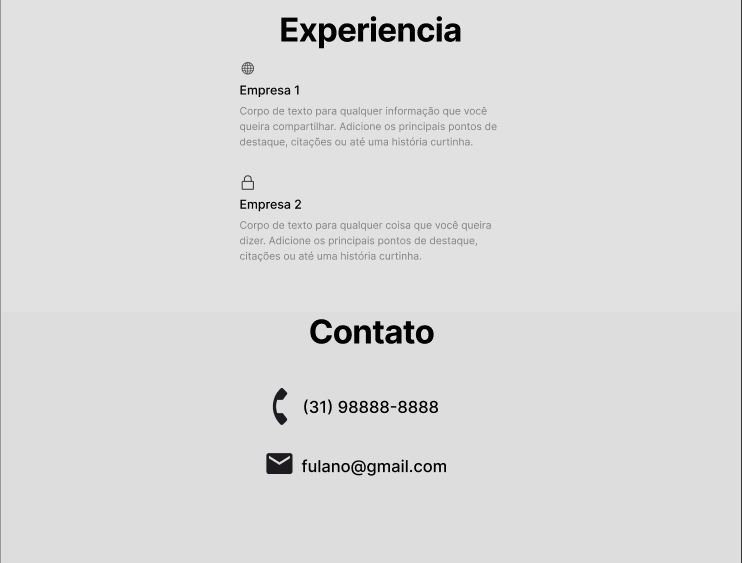 Experiencia
Empresa 1
Corpo de texto para qualquer informação que você
queira compartilhar. Adicione os principais pontos de
destaque, citações ou até uma história curtinha.
Empresa 2
Corpo de texto para qualquer coisa que você queira
dizer. Adicione os principais pontos de destaque,
citações ou até uma história curtinha.
Contato
(31) 98888-8888
fulano@gmail.com